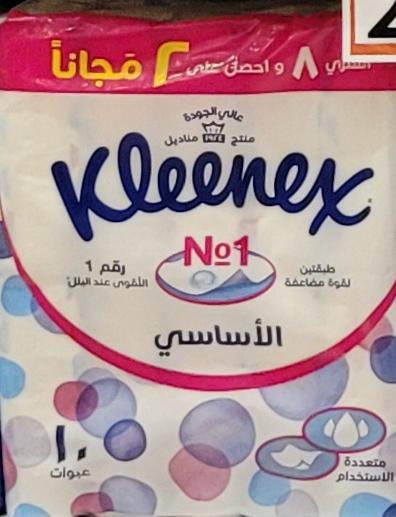 اشتري ٨ و احصل على ٢ مَجاناً
عالي الجودة
منتج مناديل
Kleenex
№1
رقم 1
الأقوى عند البلل
طبقتين
لقوة مضاعفة
الأساسي
١٠
عبوات
متعددة
الاستخدام